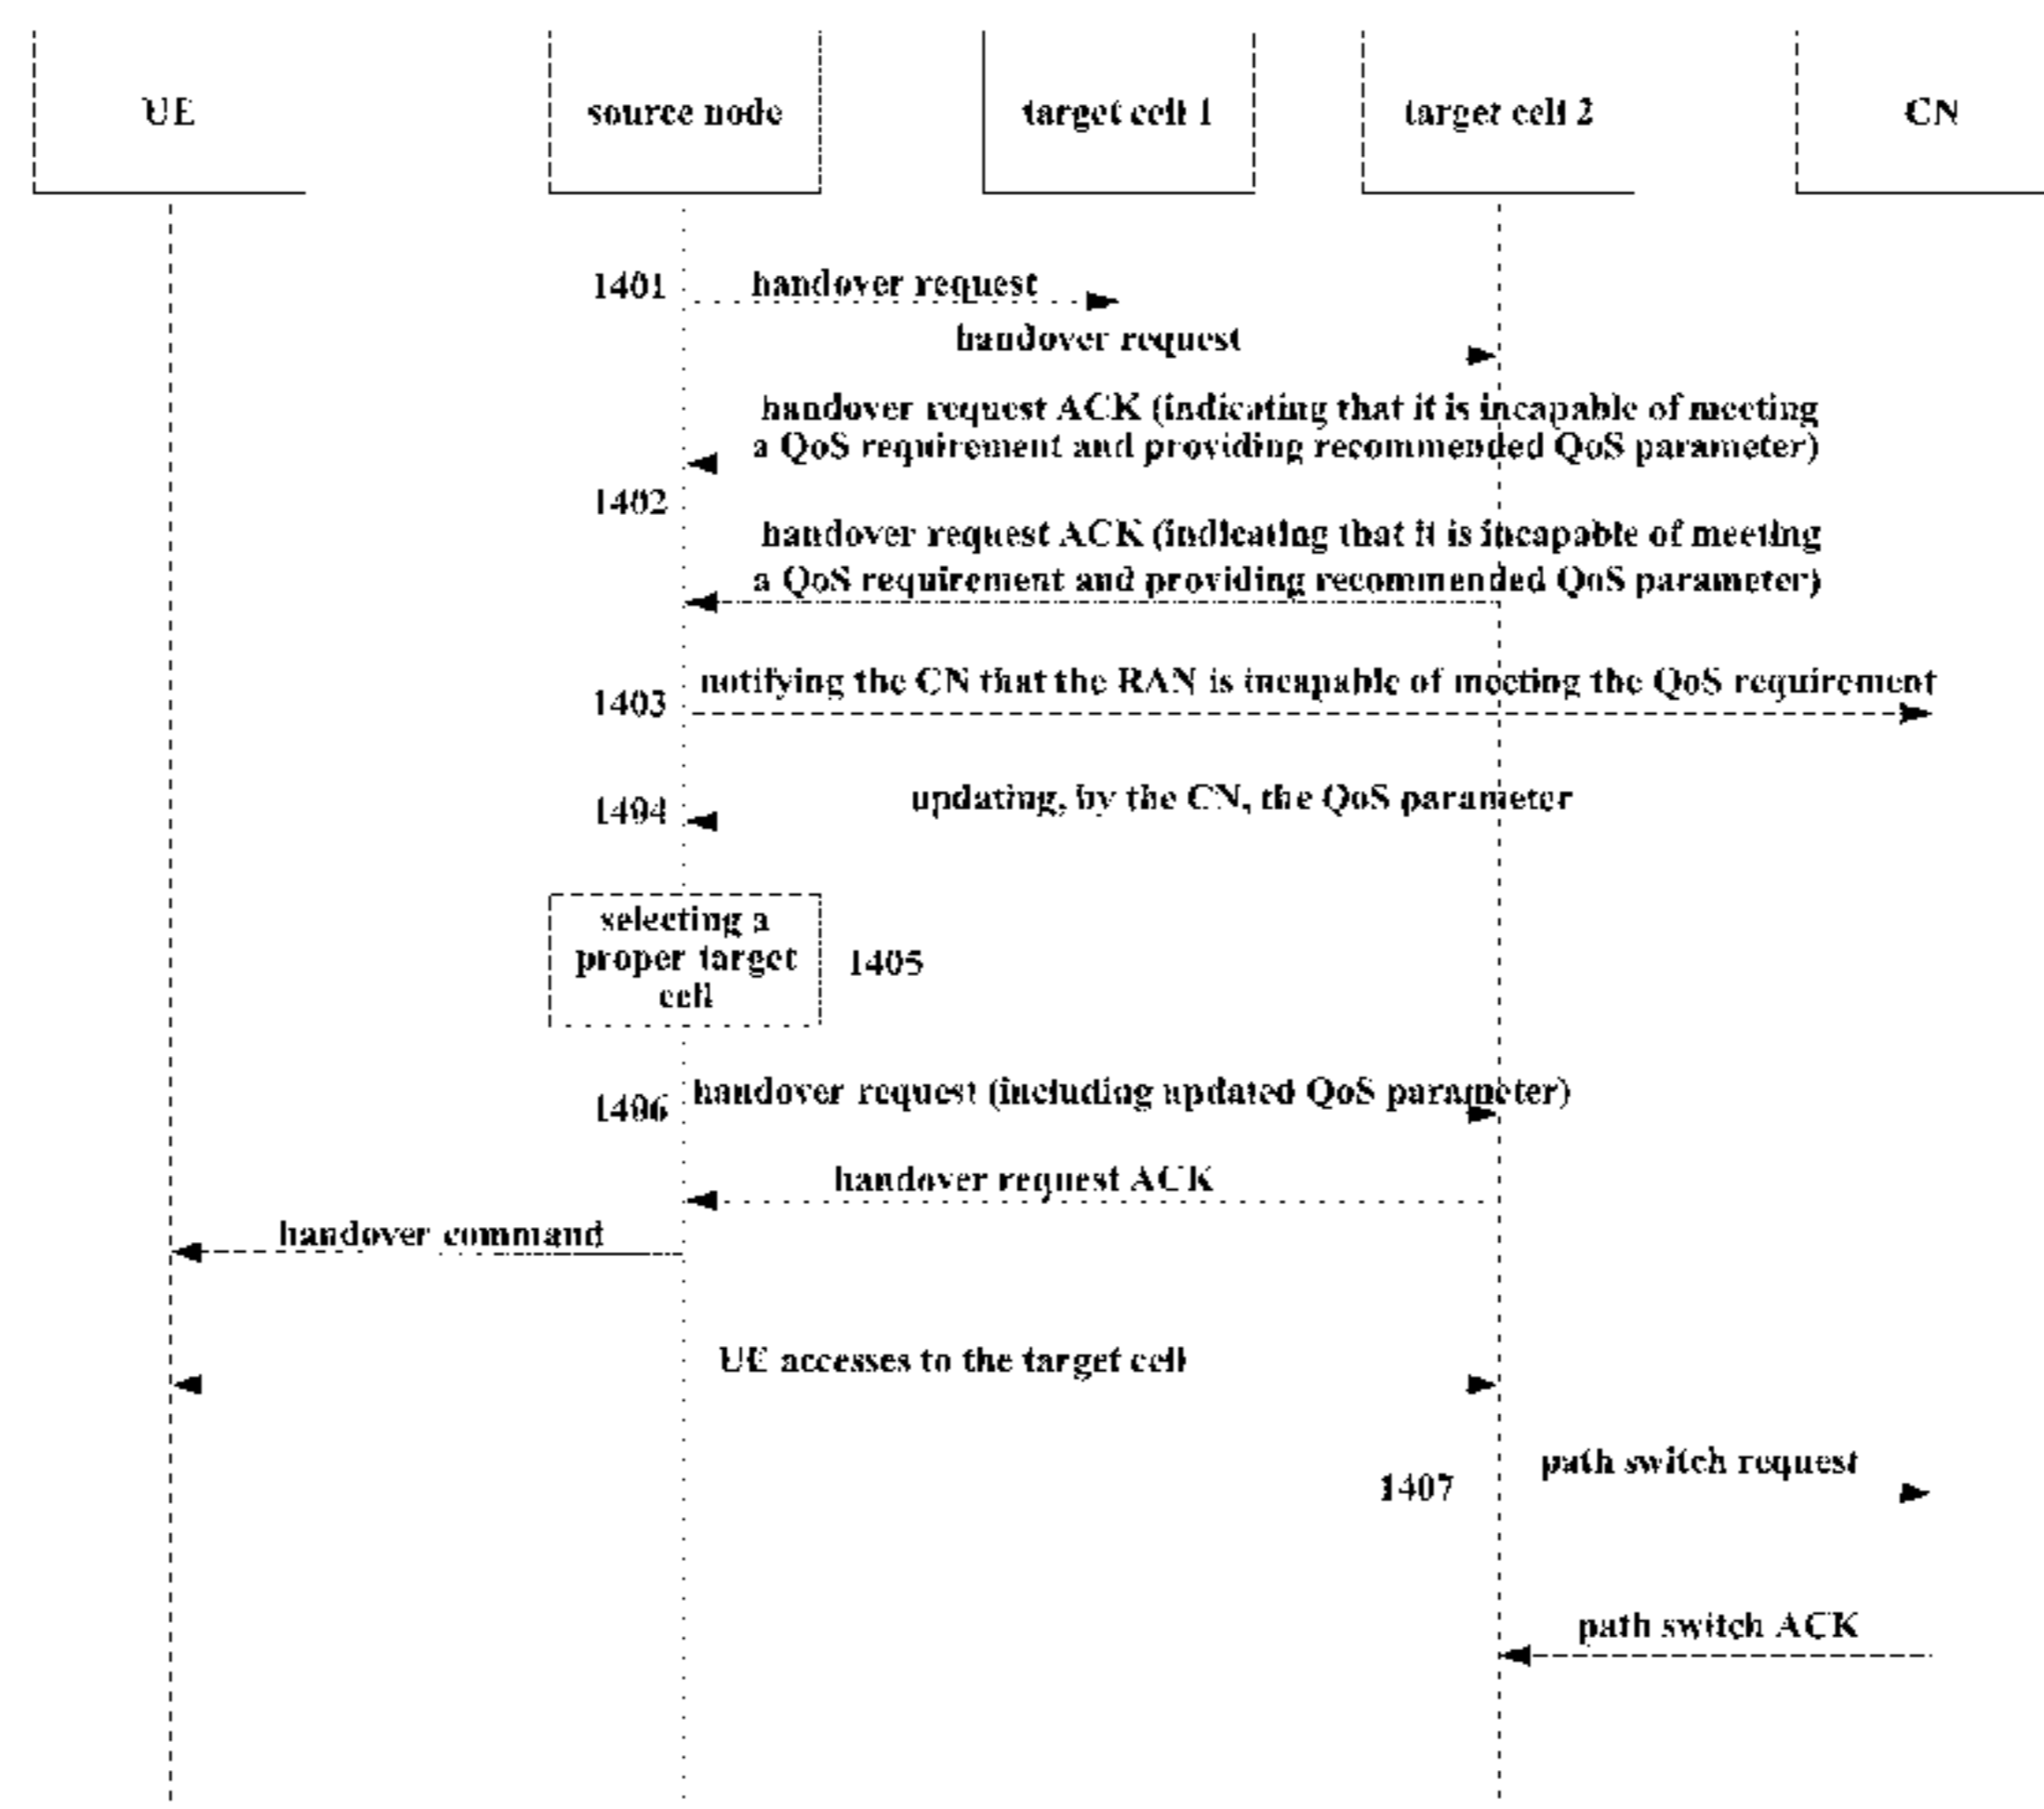 UE
source node
target cell 1
target cell 2
CN
1401
handover request
handover request
handover request ACK (indicating that it is incapable of meeting
a QoS requirement and providing recommended QoS parameter)
1402
handover request ACK (indicating that it is incapable of meeting
a QoS requirement and providing recommended QoS parameter)
notifying the CN that the RAN is incapable of meeting the QoS requirement
1403
updating, by the CN, the QoS parameter
1404
selecting a
proper target
cell
1405
handover request (including updated QoS parameter)
1406
handover request ACK
handover command
UE accesses to the target cell
path switch request
1407
path switch ACK